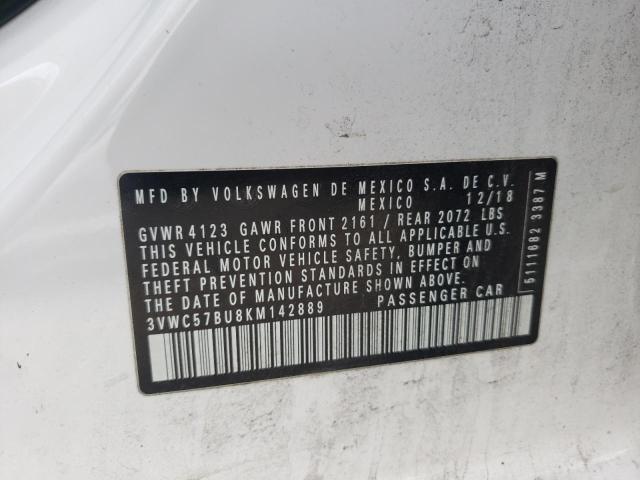 MFD BY VOLKSWAGEN DE MEXICO S.A. DE C.V.
MEXICO 12/18
GVWR 4123 GAWR FRONT 2161 / REAR 2072 LBS
THIS VEHICLE CONFORMS TO ALL APPLICABLE U.S.
FEDERAL MOTOR VEHICLE SAFETY, BUMPER AND
THEFT PREVENTION STANDARDS IN EFFECT ON
THE DATE OF MANUFACTURE SHOWN ABOVE.
3VWC57BU8KM142889 PASSENGER CAR
5111682 3387 M